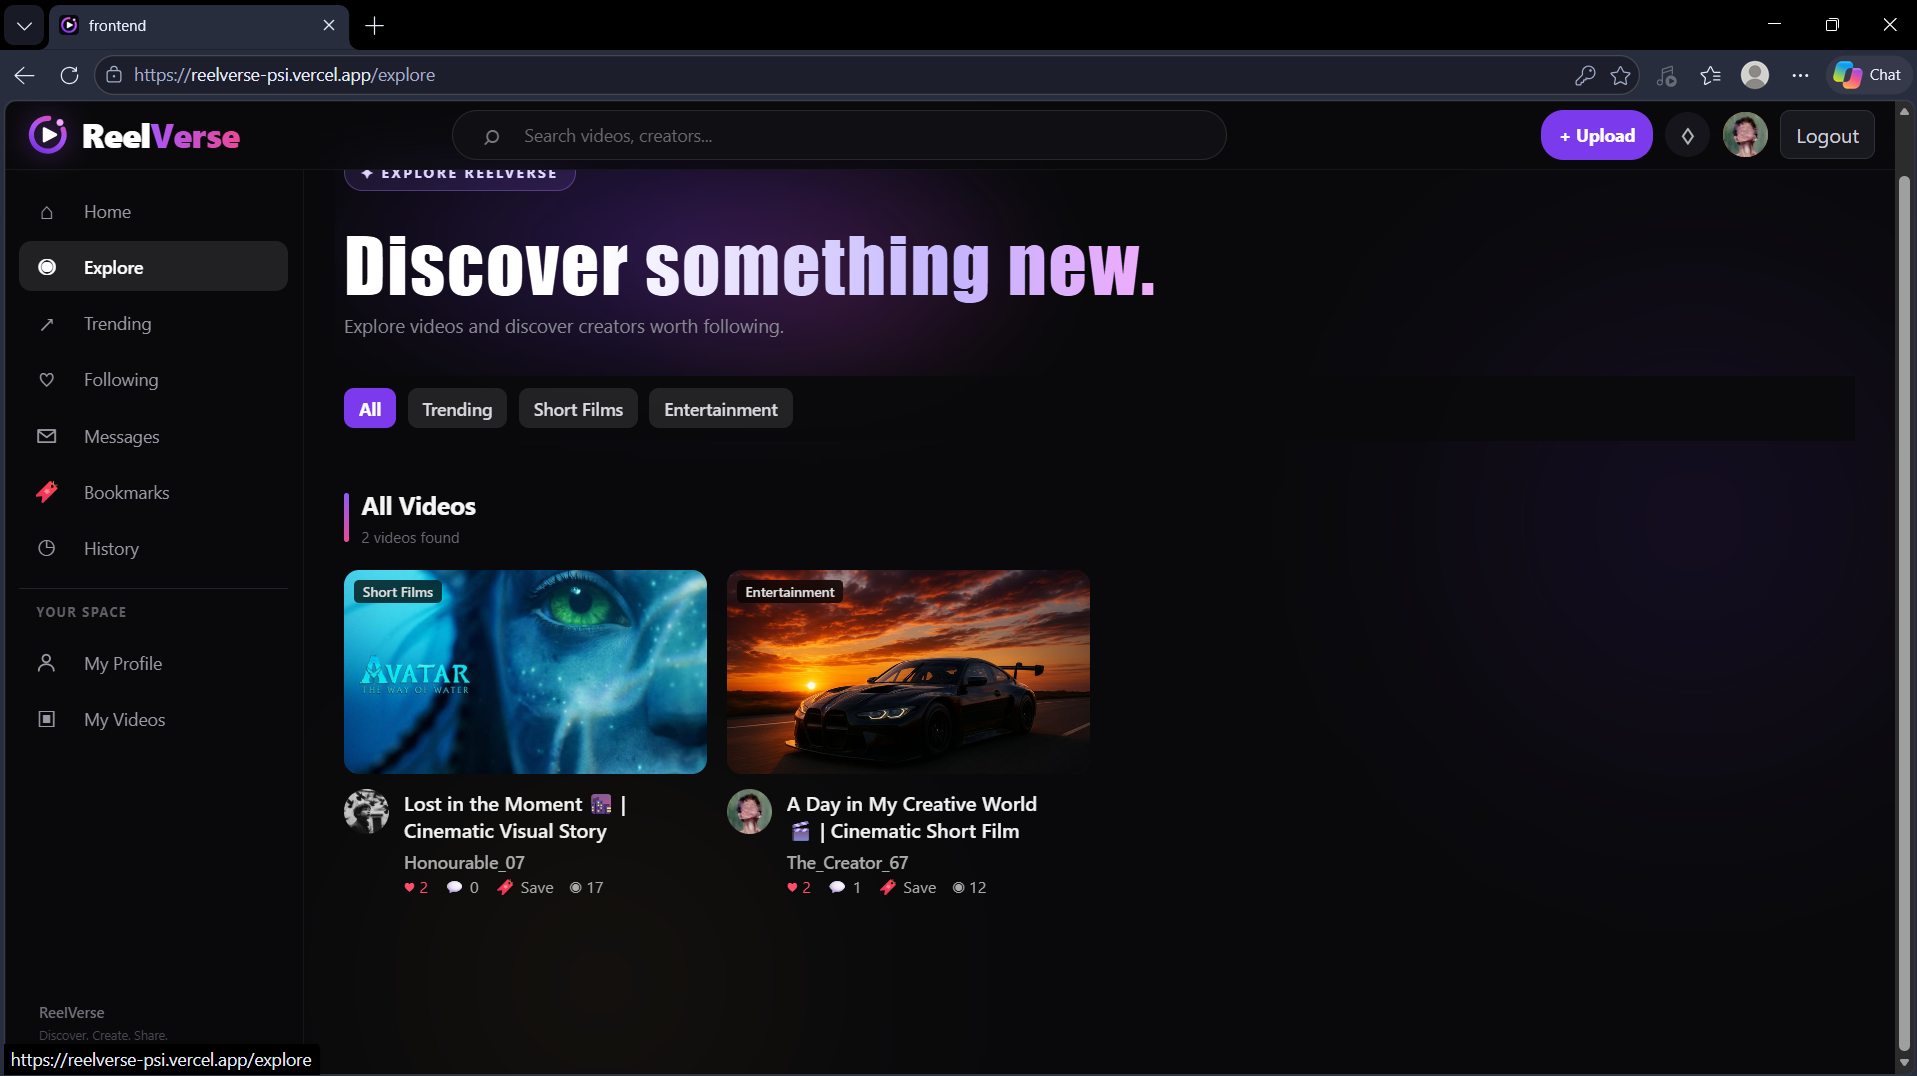 frontend
https://reelverse-psi.vercel.app/explore
Chat
ReelVerse
Search videos, creators...
+ Upload
Logout
✦ EXPLORE REELVERSE
Home
Explore
Trending
Following
Messages
Bookmarks
History
YOUR SPACE
My Profile
My Videos
Discover something new.
Explore videos and discover creators worth following.
All
Trending
Short Films
Entertainment
All Videos
2 videos found
Short Films
AVATAR
THE WAY OF WATER
Lost in the Moment 🌆 |
Cinematic Visual Story
Honourable_07
2 0 Save 17
Entertainment
A Day in My Creative World
🎬 | Cinematic Short Film
The_Creator_67
2 1 Save 12
ReelVerse
Discover. Create. Share.
https://reelverse-psi.vercel.app/explore